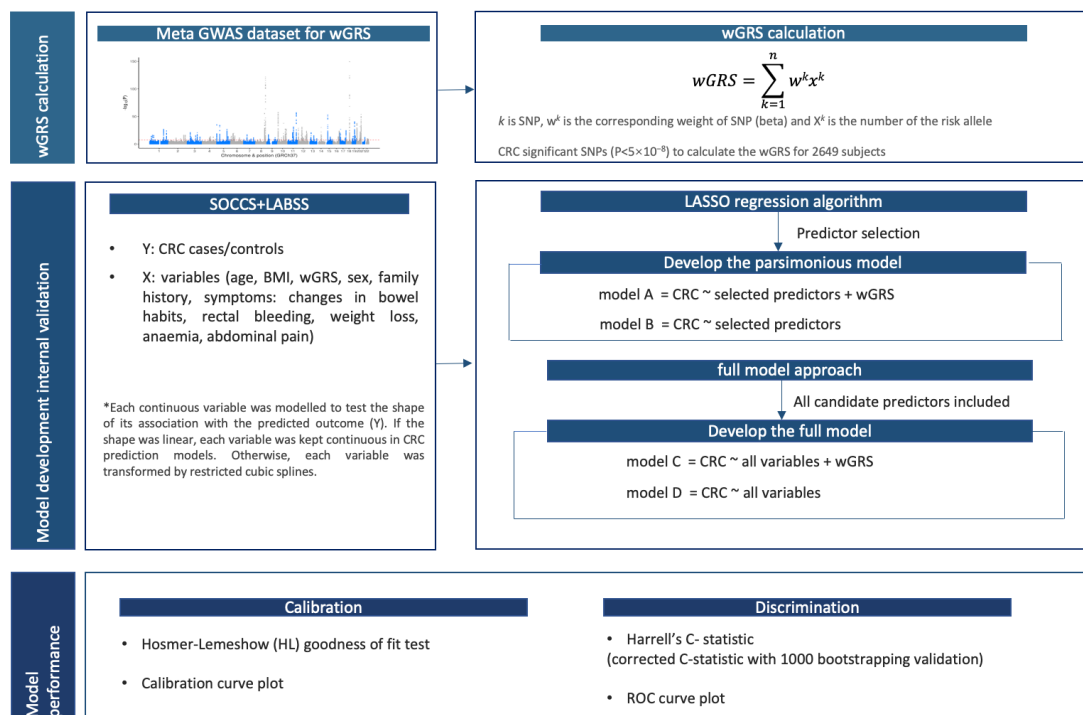 wGRS calculation
Meta GWAS dataset for wGRS
Chromosome & position (GRCh37)
wGRS calculation
wGRS = ∑ⁿₖ₌₁ wᵏxᵏ
k is SNP, wᵏ is the corresponding weight of SNP (beta) and Xᵏ is the number of the risk allele
CRC significant SNPs (P<5×10⁻⁸) to calculate the wGRS for 2649 subjects
Model development internal validation
SOCCS+LABSS
• Y: CRC cases/controls
• X: variables (age, BMI, wGRS, sex, family
history, symptoms: changes in bowel
habits, rectal bleeding, weight loss,
anaemia, abdominal pain)
*Each continuous variable was modelled to test the shape
of its association with the predicted outcome (Y). If the
shape was linear, each variable was kept continuous in CRC
prediction models. Otherwise, each variable was
transformed by restricted cubic splines.
LASSO regression algorithm
Predictor selection
Develop the parsimonious model
model A = CRC ~ selected predictors + wGRS
model B = CRC ~ selected predictors
full model approach
All candidate predictors included
Develop the full model
model C = CRC ~ all variables + wGRS
model D = CRC ~ all variables
Model
performance
Calibration
• Hosmer-Lemeshow (HL) goodness of fit test
• Calibration curve plot
Discrimination
• Harrell's C- statistic
(corrected C-statistic with 1000 bootstrapping validation)
• ROC curve plot